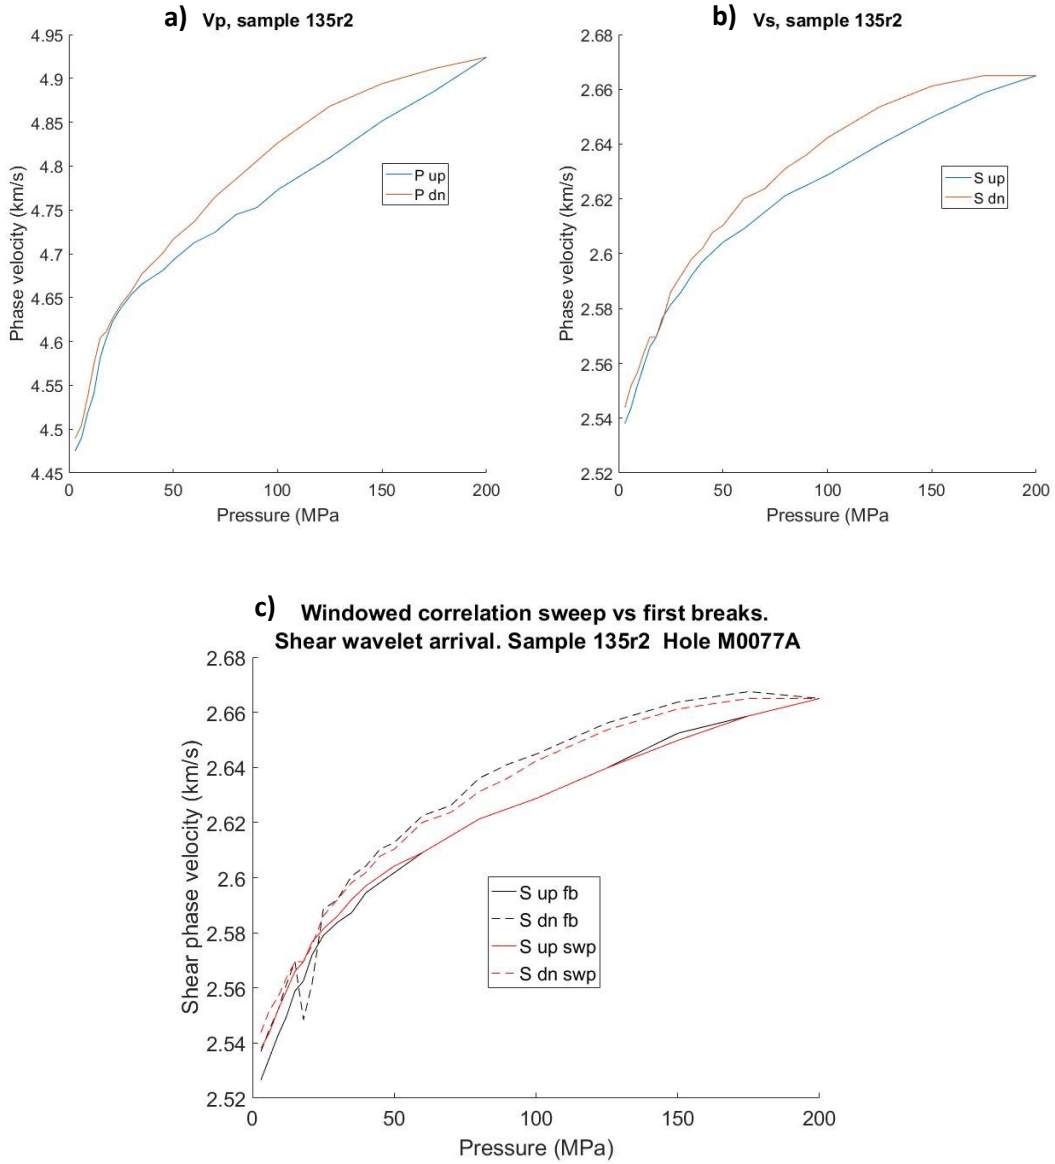 a) Vp, sample 135r2
4.95
4.9
4.85
4.8
4.75
4.7
4.65
4.6
4.55
4.5
4.45
Phase velocity (km/s)
P up
P dn
0 50 100 150 200
Pressure (MPa
b) Vs, sample 135r2
2.68
2.66
2.64
2.62
2.6
2.58
2.56
2.54
2.52
Phase velocity (km/s)
S up
S dn
0 50 100 150 200
Pressure (MPa
c) Windowed correlation sweep vs first breaks.
Shear wavelet arrival. Sample 135r2 Hole M0077A
2.68
2.66
2.64
2.62
2.6
2.58
2.56
2.54
2.52
Shear phase velocity (km/s)
S up fb
S dn fb
S up swp
S dn swp
0 50 100 150 200
Pressure (MPa)